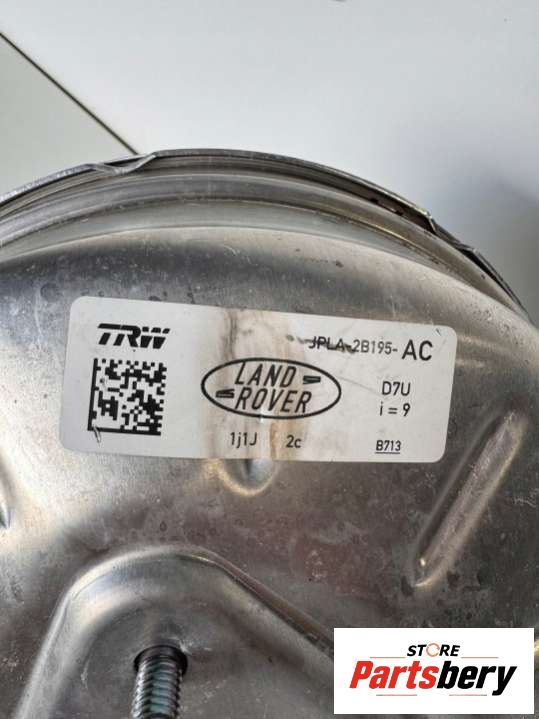 TRW
JPLA-2B195-AC
LAND
ROVER
D7U
i = 9
1j1J 2c
B713
STORE
Partsbery